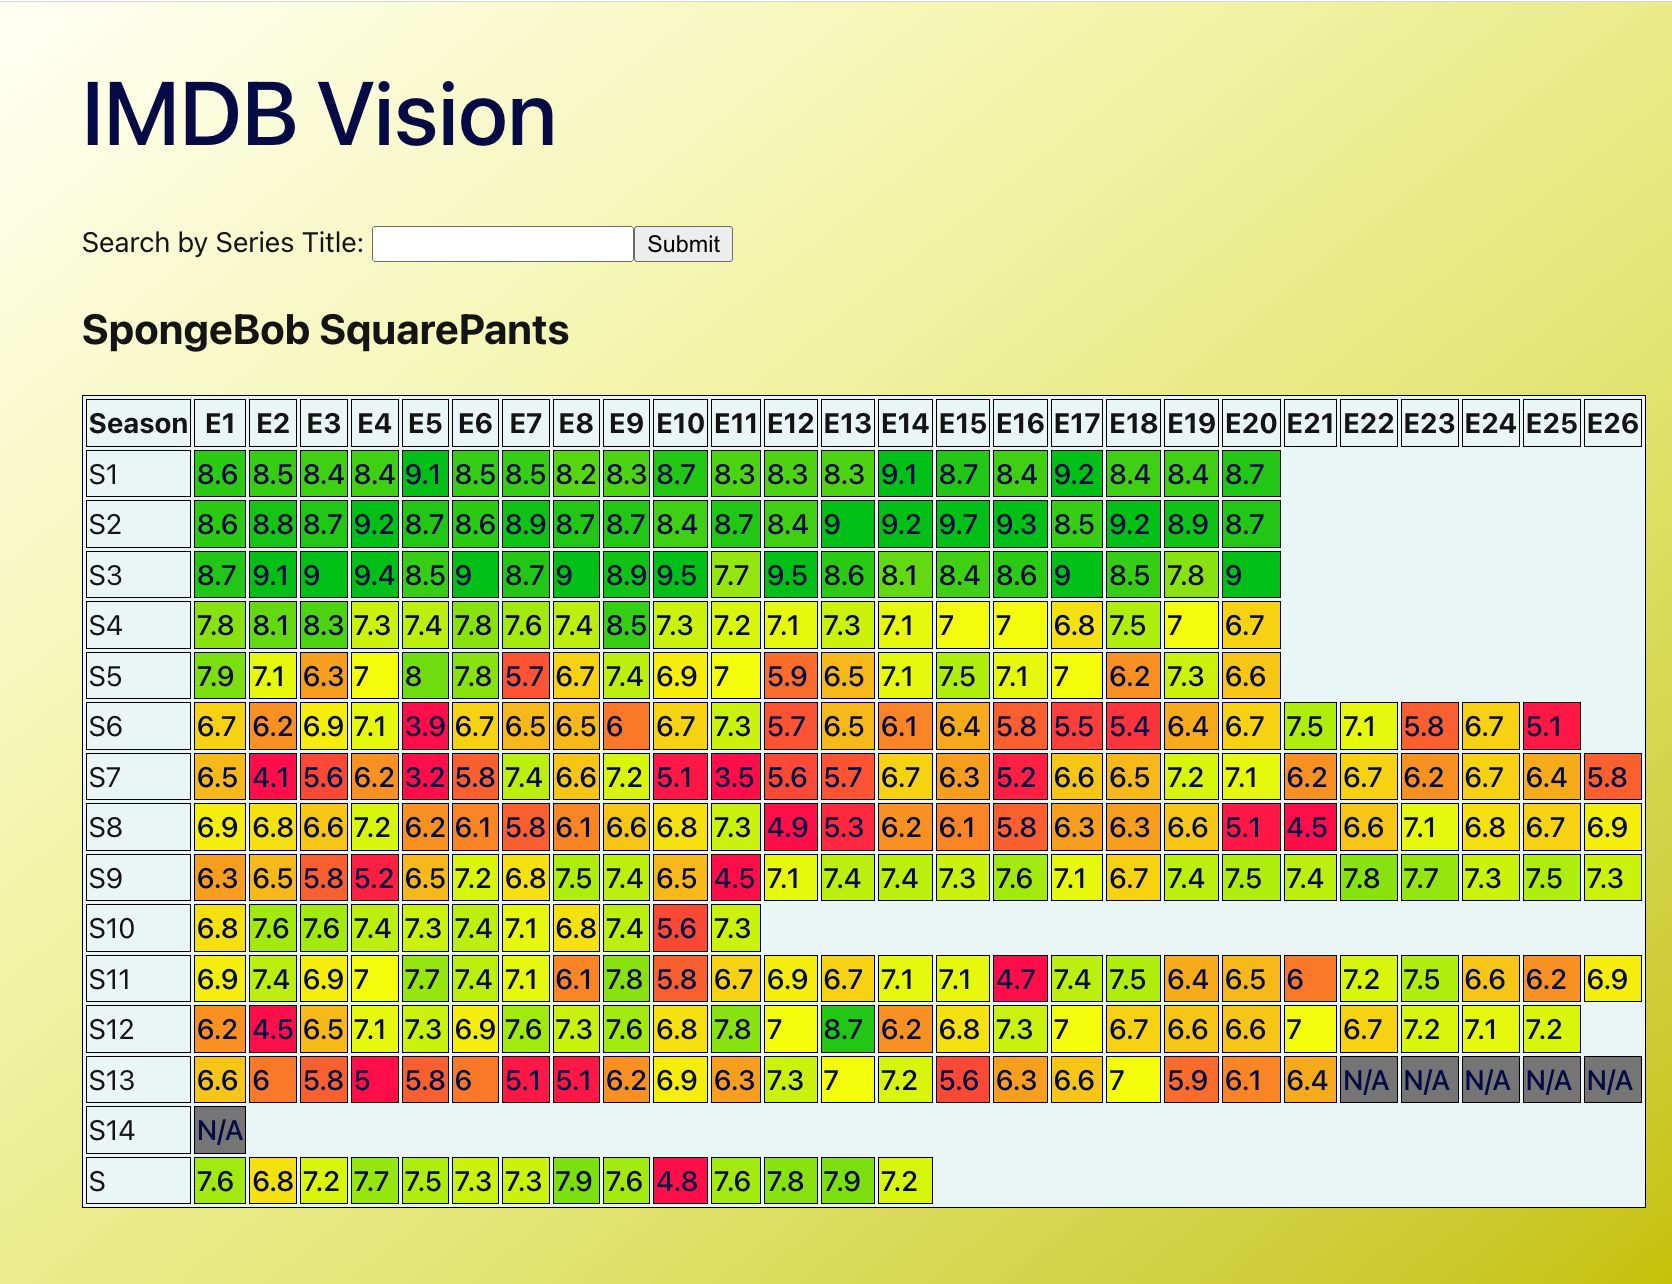 IMDB Vision
Search by Series Title: Submit
SpongeBob SquarePants
Season E1 E2 E3 E4 E5 E6 E7 E8 E9 E10 E11 E12 E13 E14 E15 E16 E17 E18 E19 E20 E21 E22 E23 E24 E25 E26
S1 8.6 8.5 8.4 8.4 9.1 8.5 8.5 8.2 8.3 8.7 8.3 8.3 8.3 9.1 8.7 8.4 9.2 8.4 8.4 8.7
S2 8.6 8.8 8.7 9.2 8.7 8.6 8.9 8.7 8.7 8.4 8.7 8.4 9 9.2 9.7 9.3 8.5 9.2 8.9 8.7
S3 8.7 9.1 9 9.4 8.5 9 8.7 9 8.9 9.5 7.7 9.5 8.6 8.1 8.4 8.6 9 8.5 7.8 9
S4 7.8 8.1 8.3 7.3 7.4 7.8 7.6 7.4 8.5 7.3 7.2 7.1 7.3 7.1 7 7 6.8 7.5 7 6.7
S5 7.9 7.1 6.3 7 8 7.8 5.7 6.7 7.4 6.9 7 5.9 6.5 7.1 7.5 7.1 7 6.2 7.3 6.6
S6 6.7 6.2 6.9 7.1 3.9 6.7 6.5 6.5 6 6.7 7.3 5.7 6.5 6.1 6.4 5.8 5.5 5.4 6.4 6.7 7.5 7.1 5.8 6.7 5.1
S7 6.5 4.1 5.6 6.2 3.2 5.8 7.4 6.6 7.2 5.1 3.5 5.6 5.7 6.7 6.3 5.2 6.6 6.5 7.2 7.1 6.2 6.7 6.2 6.7 6.4 5.8
S8 6.9 6.8 6.6 7.2 6.2 6.1 5.8 6.1 6.6 6.8 7.3 4.9 5.3 6.2 6.1 5.8 6.3 6.3 6.6 5.1 4.5 6.6 7.1 6.8 6.7 6.9
S9 6.3 6.5 5.8 5.2 6.5 7.2 6.8 7.5 7.4 6.5 4.5 7.1 7.4 7.4 7.3 7.6 7.1 6.7 7.4 7.5 7.4 7.8 7.7 7.3 7.5 7.3
S10 6.8 7.6 7.6 7.4 7.3 7.4 7.1 6.8 7.4 5.6 7.3
S11 6.9 7.4 6.9 7 7.7 7.4 7.1 6.1 7.8 5.8 6.7 6.9 6.7 7.1 7.1 4.7 7.4 7.5 6.4 6.5 6 7.2 7.5 6.6 6.2 6.9
S12 6.2 4.5 6.5 7.1 7.3 6.9 7.6 7.3 7.6 6.8 7.8 7 8.7 6.2 6.8 7.3 7 6.7 6.6 6.6 7 6.7 7.2 7.1 7.2
S13 6.6 6 5.8 5 5.8 6 5.1 5.1 6.2 6.9 6.3 7.3 7 7.2 5.6 6.3 6.6 7 5.9 6.1 6.4 N/A N/A N/A N/A N/A
S14 N/A
S 7.6 6.8 7.2 7.7 7.5 7.3 7.3 7.9 7.6 4.8 7.6 7.8 7.9 7.2